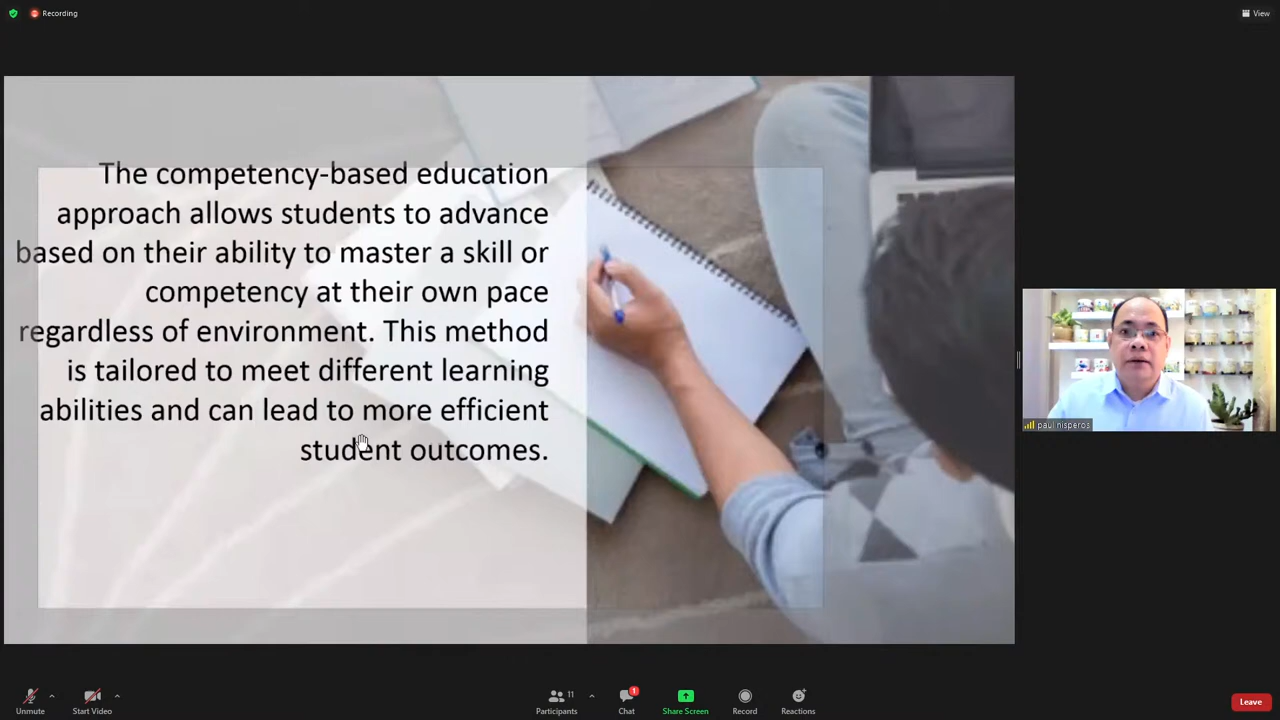 Recording
View
The competency-based education
approach allows students to advance
based on their ability to master a skill or
competency at their own pace
regardless of environment. This method
is tailored to meet different learning
abilities and can lead to more efficient
student outcomes.
paul nisperos
Unmute
Start Video
11
Participants
1
Chat
Share Screen
Record
Reactions
Leave